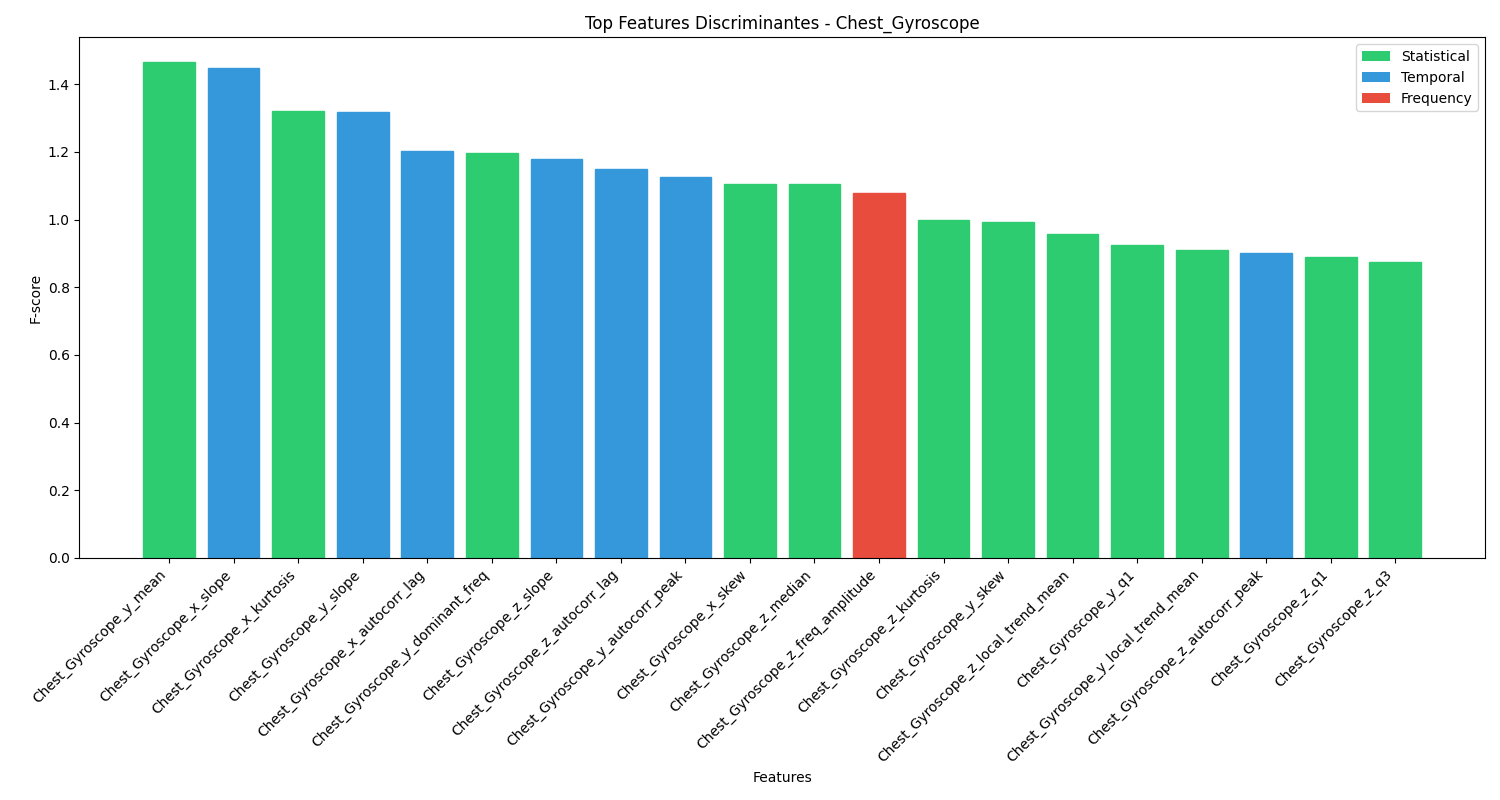 Top Features Discriminantes - Chest_Gyroscope
Statistical
Temporal
Frequency
F-score
1.4
1.2
1.0
0.8
0.6
0.4
0.2
0.0
Chest_Gyroscope_y_mean
Chest_Gyroscope_x_slope
Chest_Gyroscope_x_kurtosis
Chest_Gyroscope_y_slope
Chest_Gyroscope_x_autocorr_lag
Chest_Gyroscope_y_dominant_freq
Chest_Gyroscope_z_slope
Chest_Gyroscope_z_autocorr_lag
Chest_Gyroscope_y_autocorr_peak
Chest_Gyroscope_x_skew
Chest_Gyroscope_z_median
Chest_Gyroscope_z_freq_amplitude
Chest_Gyroscope_z_kurtosis
Chest_Gyroscope_y_skew
Chest_Gyroscope_z_local_trend_mean
Chest_Gyroscope_y_q1
Chest_Gyroscope_y_local_trend_mean
Chest_Gyroscope_z_autocorr_peak
Chest_Gyroscope_z_q1
Chest_Gyroscope_z_q3
Features